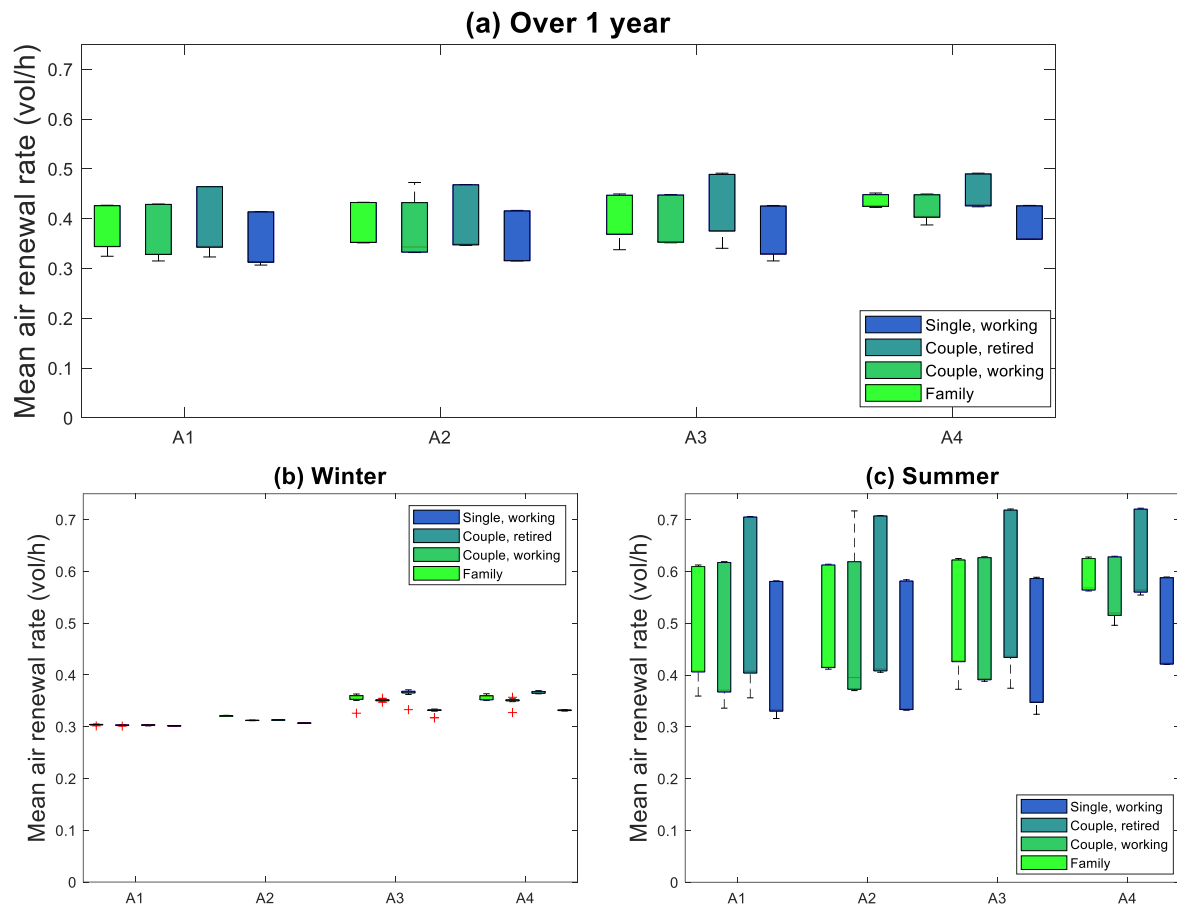 (a) Over 1 year
Mean air renewal rate (vol/h)
0.7
0.6
0.5
0.4
0.3
0.2
0.1
0
A1 A2 A3 A4
Single, working
Couple, retired
Couple, working
Family
(b) Winter
Mean air renewal rate (vol/h)
0.7
0.6
0.5
0.4
0.3
0.2
0.1
0
A1 A2 A3 A4
Single, working
Couple, retired
Couple, working
Family
(c) Summer
Mean air renewal rate (vol/h)
0.7
0.6
0.5
0.4
0.3
0.2
0.1
0
A1 A2 A3 A4
Single, working
Couple, retired
Couple, working
Family